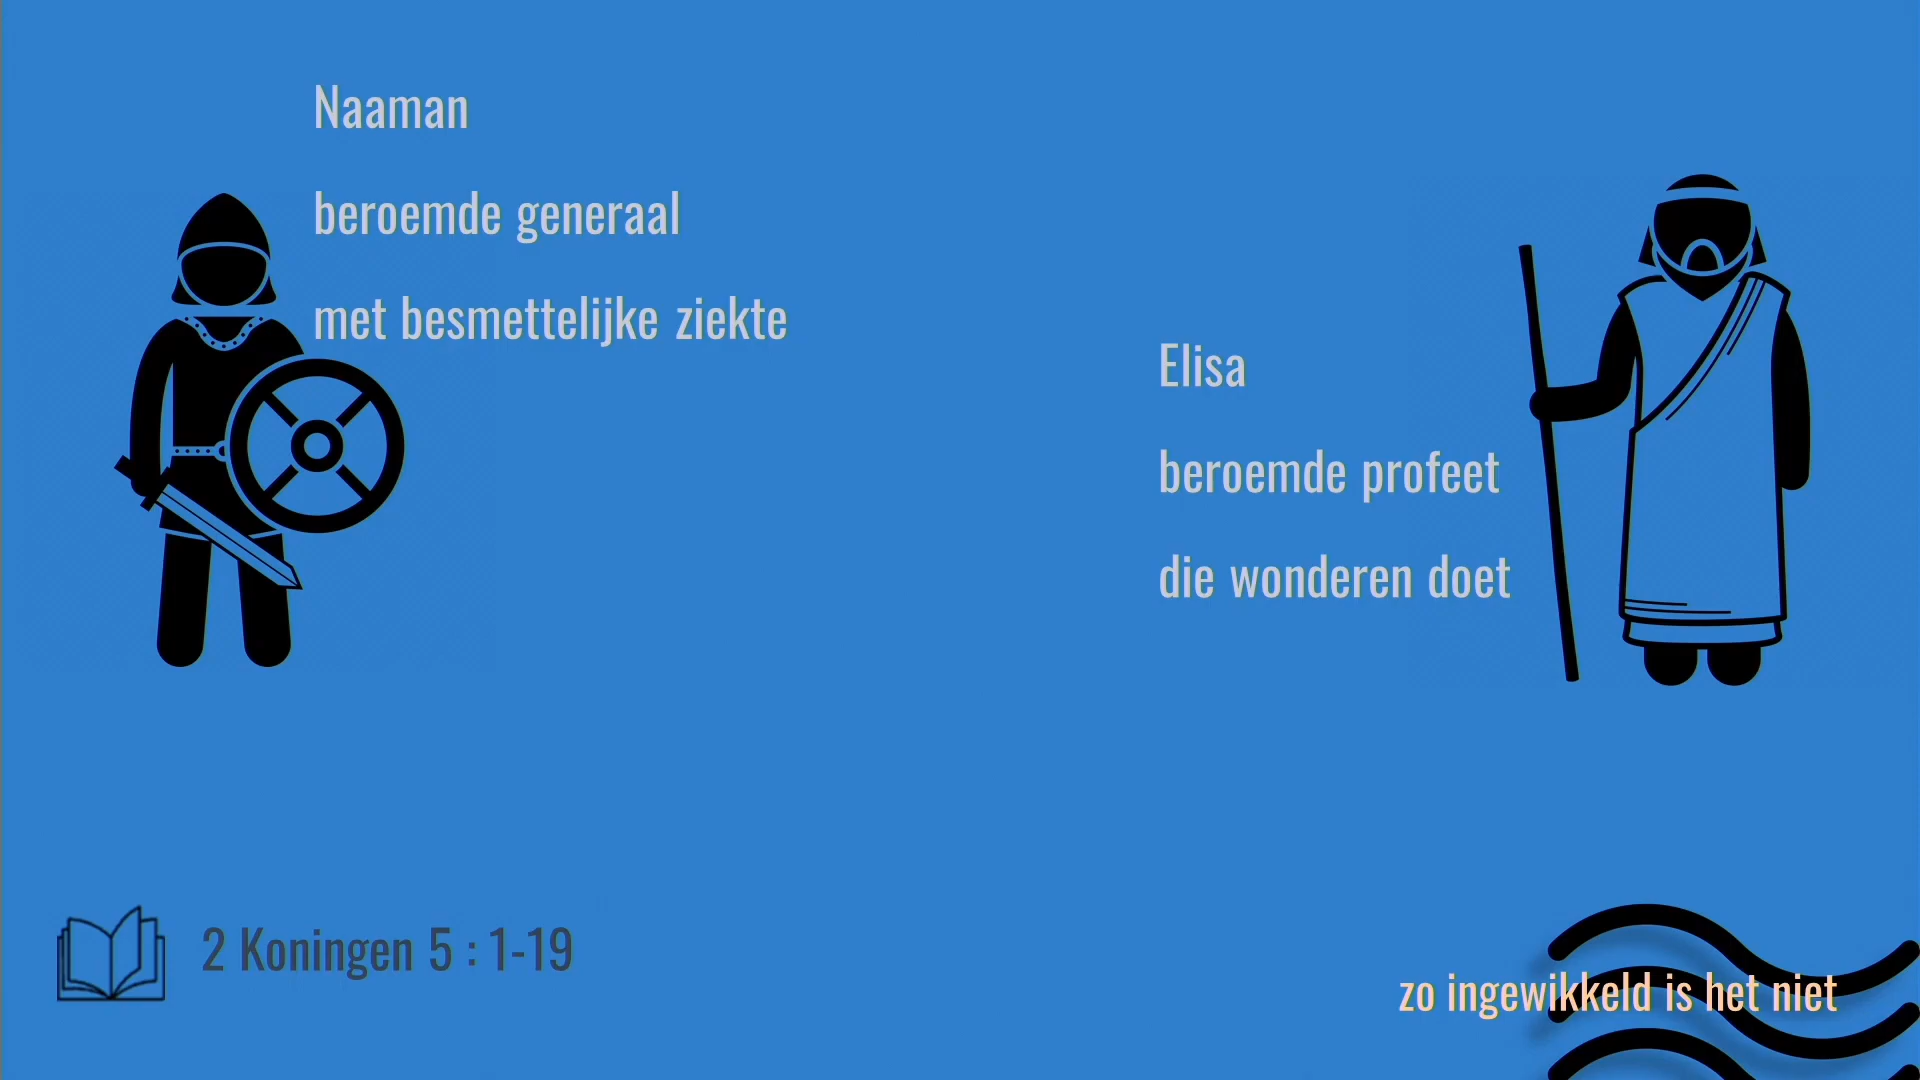 Naaman
beroemde generaal
met besmettelijke ziekte
Elisa
beroemde profeet
die wonderen doet
2 Koningen 5 : 1-19
zo ingewikkeld is het niet